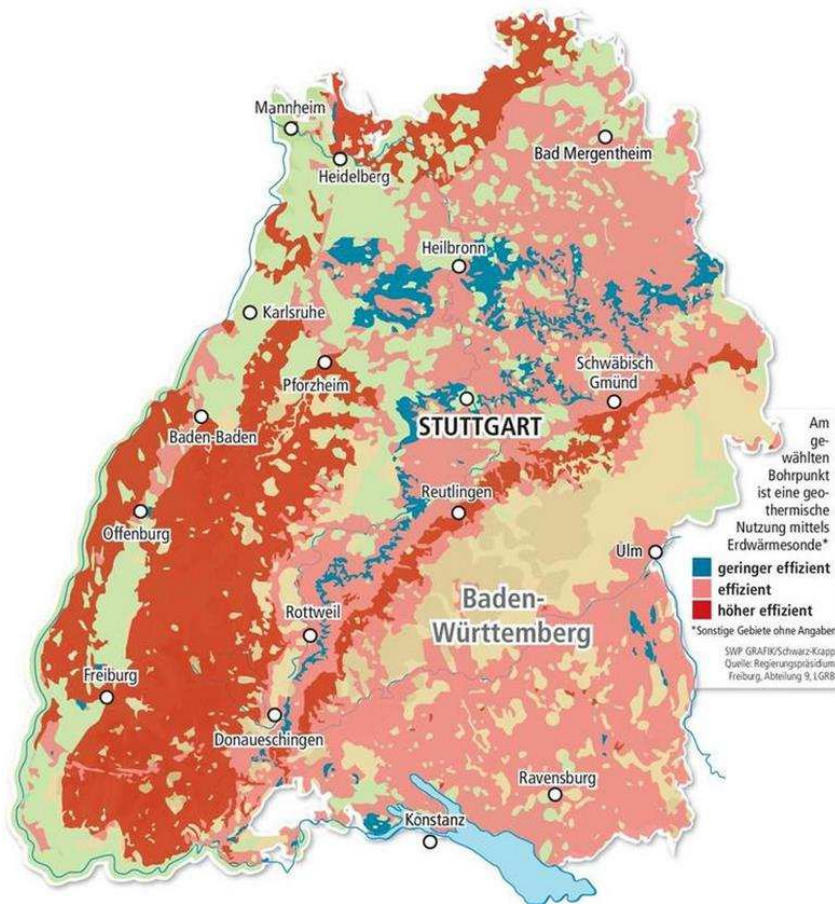 Mannheim
Heidelberg
Bad Mergentheim
Heilbronn
Karlsruhe
Pforzheim
Schwäbisch
Gmünd
STUTTGART
Baden-Baden
Reutlingen
Offenburg
Ulm
Rottweil
Baden-
Württemberg
Freiburg
Donaueschingen
Ravensburg
Konstanz
Am
ge-
wählten
Bohrpunkt
ist eine geo-
thermische
Nutzung mittels
Erdwärmesonde*
geringer effizient
effizient
höher effizient
*Sonstige Gebiete ohne Angaben
SWP GRAFIK/Schwarz-Krapp
Quelle: Regierungspräsidium
Freiburg, Abteilung 9, LGRB